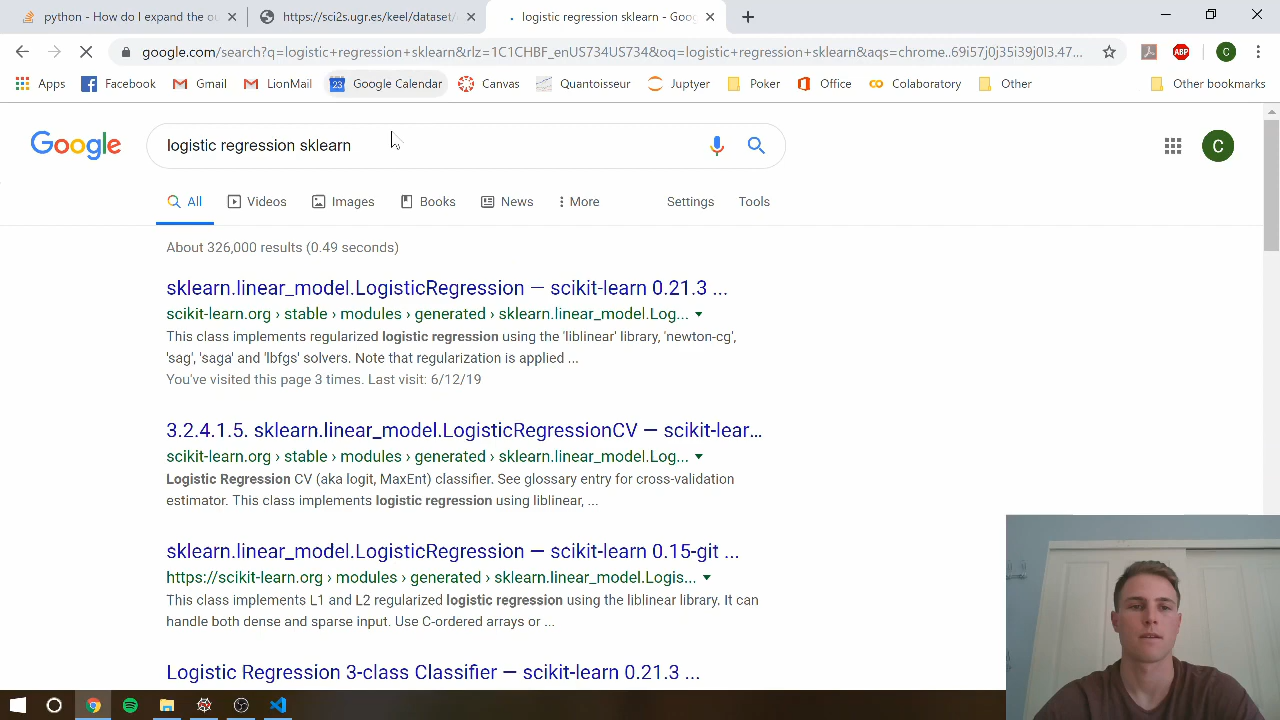 python - How do I expand the ou
https://sci2s.ugr.es/keel/dataset/
logistic regression sklearn - Goo
google.com/search?q=logistic+regression+sklearn&rlz=1C1CHBF_enUS734US734&oq=logistic+regression+sklearn&aqs=chrome..69i57j0j35i39j0l3.47...
ABP
C
Apps
Facebook
Gmail
LionMail
23
Google Calendar
Canvas
Quantoisseur
Juptyer
Poker
Office
Colaboratory
Other
Other bookmarks
Google
logistic regression sklearn
C
All
Videos
Images
Books
News
More
Settings
Tools
About 326,000 results (0.49 seconds)
sklearn.linear_model.LogisticRegression — scikit-learn 0.21.3 ...
scikit-learn.org › stable › modules › generated › sklearn.linear_model.Log...
This class implements regularized logistic regression using the 'liblinear' library, 'newton-cg',
'sag', 'saga' and 'lbfgs' solvers. Note that regularization is applied ...
You've visited this page 3 times. Last visit: 6/12/19
3.2.4.1.5. sklearn.linear_model.LogisticRegressionCV — scikit-lear...
scikit-learn.org › stable › modules › generated › sklearn.linear_model.Log...
Logistic Regression CV (aka logit, MaxEnt) classifier. See glossary entry for cross-validation
estimator. This class implements logistic regression using liblinear, ...
sklearn.linear_model.LogisticRegression — scikit-learn 0.15-git ...
https://scikit-learn.org › modules › generated › sklearn.linear_model.Logis...
This class implements L1 and L2 regularized logistic regression using the liblinear library. It can
handle both dense and sparse input. Use C-ordered arrays or ...
Logistic Regression 3-class Classifier — scikit-learn 0.21.3 ...